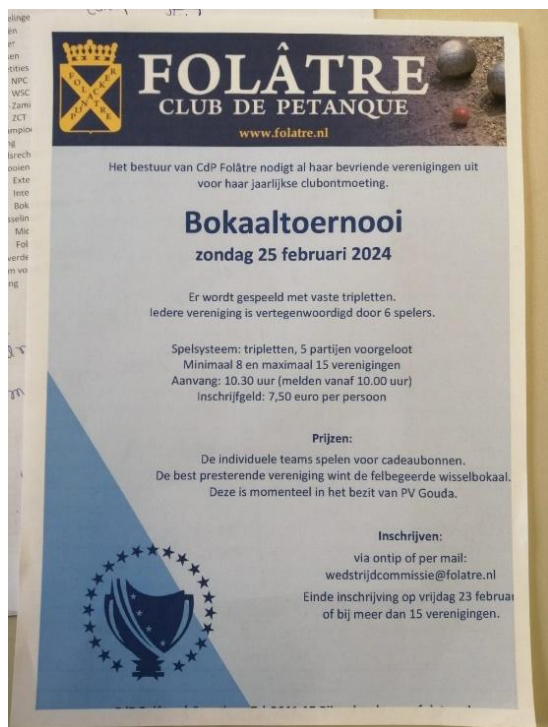 FOLÂTRE
CLUB DE PETANQUE
www.folatre.nl
Het bestuur van CdP Folâtre nodigt al haar bevriende verenigingen uit
voor haar jaarlijkse clubontmoeting.
Bokaaltoernooi
zondag 25 februari 2024
Er wordt gespeeld met vaste tripletten.
Iedere vereniging is vertegenwoordigd door 6 spelers.
Spelsysteem: tripletten, 5 partijen voorgeloot
Minimaal 8 en maximaal 15 verenigingen
Aanvang: 10.30 uur (melden vanaf 10.00 uur)
Inschrijfgeld: 7,50 euro per persoon
Prijzen:
De individuele teams spelen voor cadeaubonnen.
De best presterende vereniging wint de felbegeerde wisselbokaal.
Deze is momenteel in het bezit van PV Gouda.
Inschrijven:
via ontip of per mail:
wedstrijdcommissie@folatre.nl
Einde inschrijving op vrijdag 23 februar
of bij meer dan 15 verenigingen.